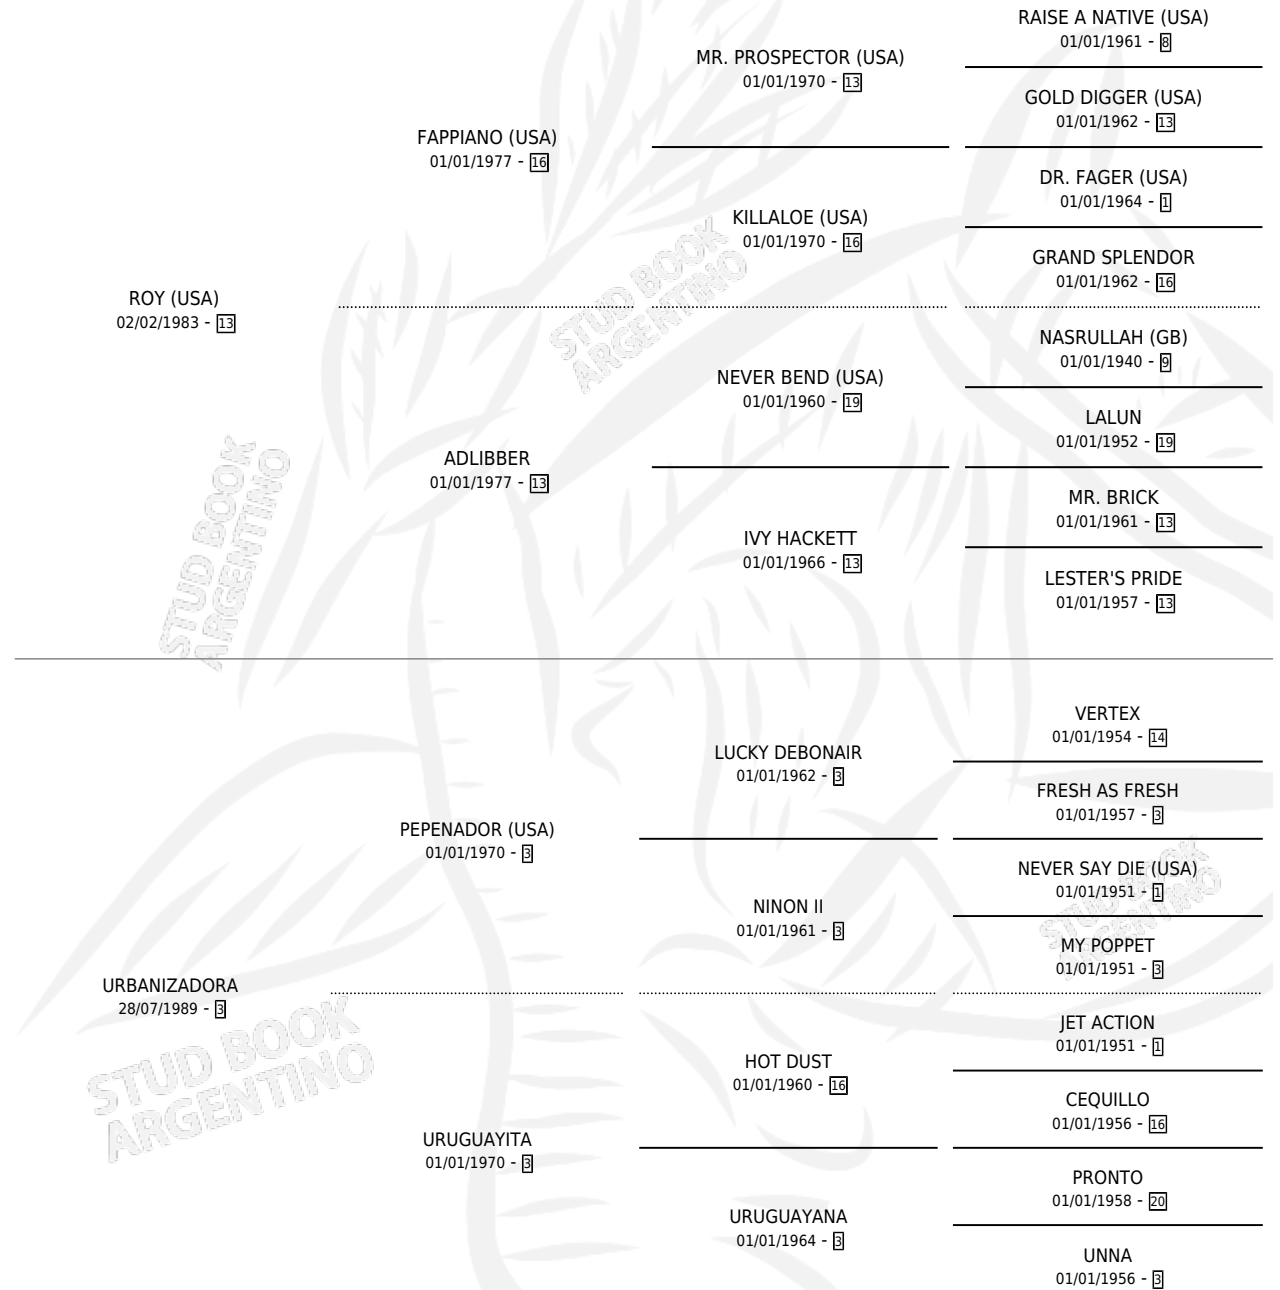 RAISE A NATIVE (USA)
01/01/1961 - 8
MR. PROSPECTOR (USA)
01/01/1970 - 13
GOLD DIGGER (USA)
01/01/1962 - 13
FAPPIANO (USA)
01/01/1977 - 16
DR. FAGER (USA)
01/01/1964 - 1
KILLALOE (USA)
01/01/1970 - 16
GRAND SPLENDOR
01/01/1962 - 16
ROY (USA)
02/02/1983 - 13
NASRULLAH (GB)
01/01/1940 - 9
NEVER BEND (USA)
01/01/1960 - 19
LALUN
01/01/1952 - 19
ADLIBBER
01/01/1977 - 13
MR. BRICK
01/01/1961 - 13
IVY HACKETT
01/01/1966 - 13
LESTER'S PRIDE
01/01/1957 - 13
STUD BOOK
ARGENTINO
STUD BOOK
ARGENTINO
VERTEX
01/01/1954 - 14
LUCKY DEBONAIR
01/01/1962 - 3
FRESH AS FRESH
01/01/1957 - 3
PEPENADOR (USA)
01/01/1970 - 3
NEVER SAY DIE (USA)
01/01/1951 - 1
NINON II
01/01/1961 - 3
MY POPPET
01/01/1951 - 3
URBANIZADORA
28/07/1989 - 3
JET ACTION
01/01/1951 - 1
HOT DUST
01/01/1960 - 16
CEQUILLO
01/01/1956 - 16
URUGUAYITA
01/01/1970 - 3
PRONTO
01/01/1958 - 20
URUGUAYANA
01/01/1964 - 3
UNNA
01/01/1956 - 3
STUD BOOK
ARGENTINO
STUD BOOK
ARGENTINO